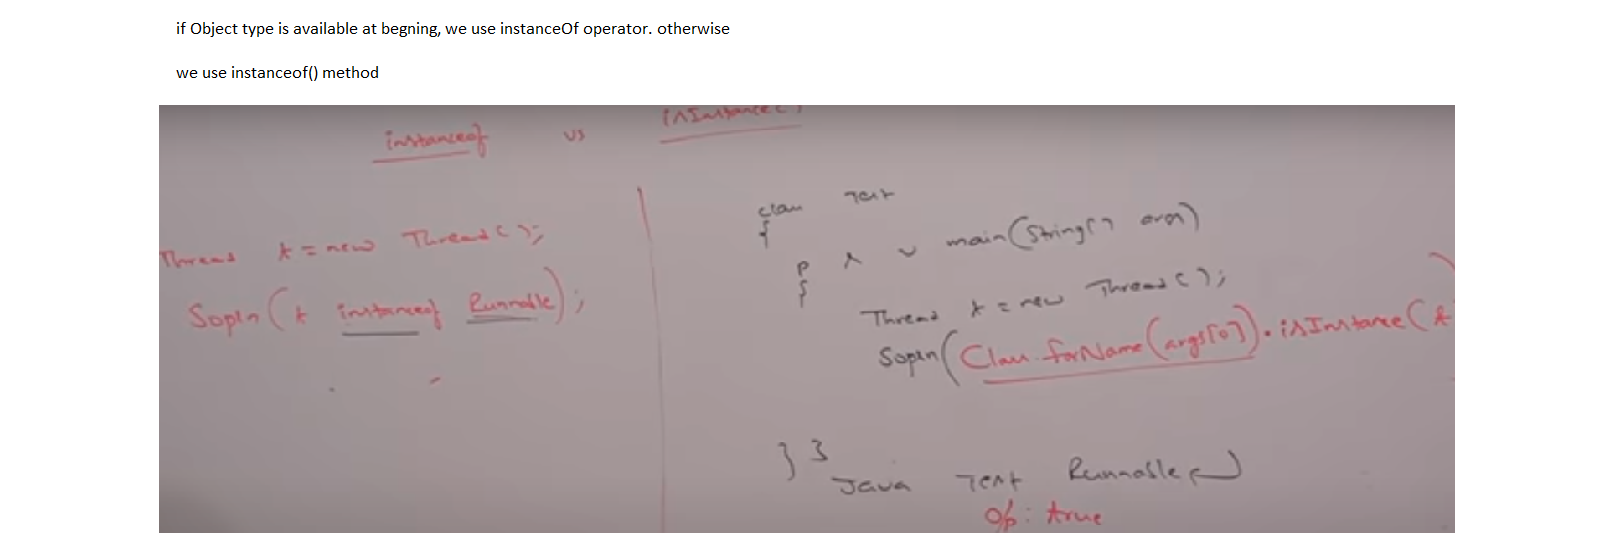 if Object type is available at begning, we use instanceOf operator. otherwise
we use instanceof() method
instanceof vs isInstance()
Thread t = new Thread();
Sopln(t instanceof Runnable);
class Test
{
p s v main(String[] args)
{
Thread t = new Thread();
Sopln(Class.forName(args[0]).isInstance(t
} }
Java Test Runnable ↵
o/p: true